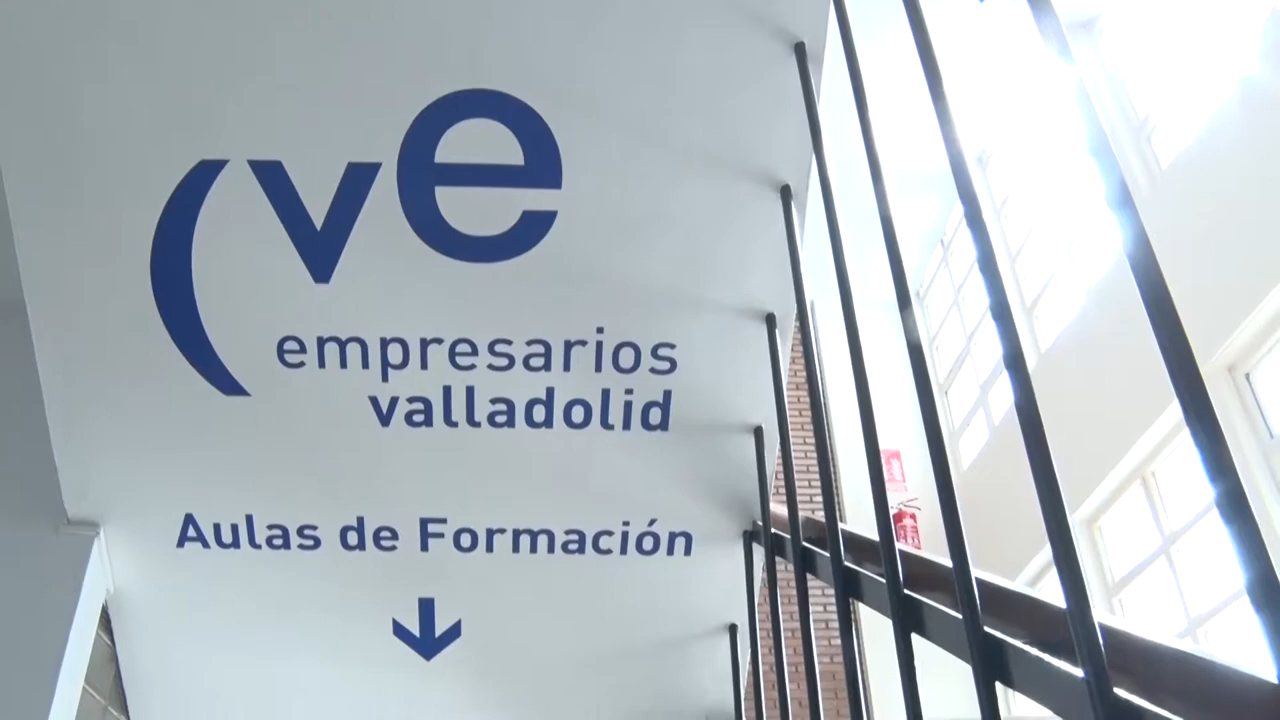 (ve
empresarios
valladolid
Aulas de Formación